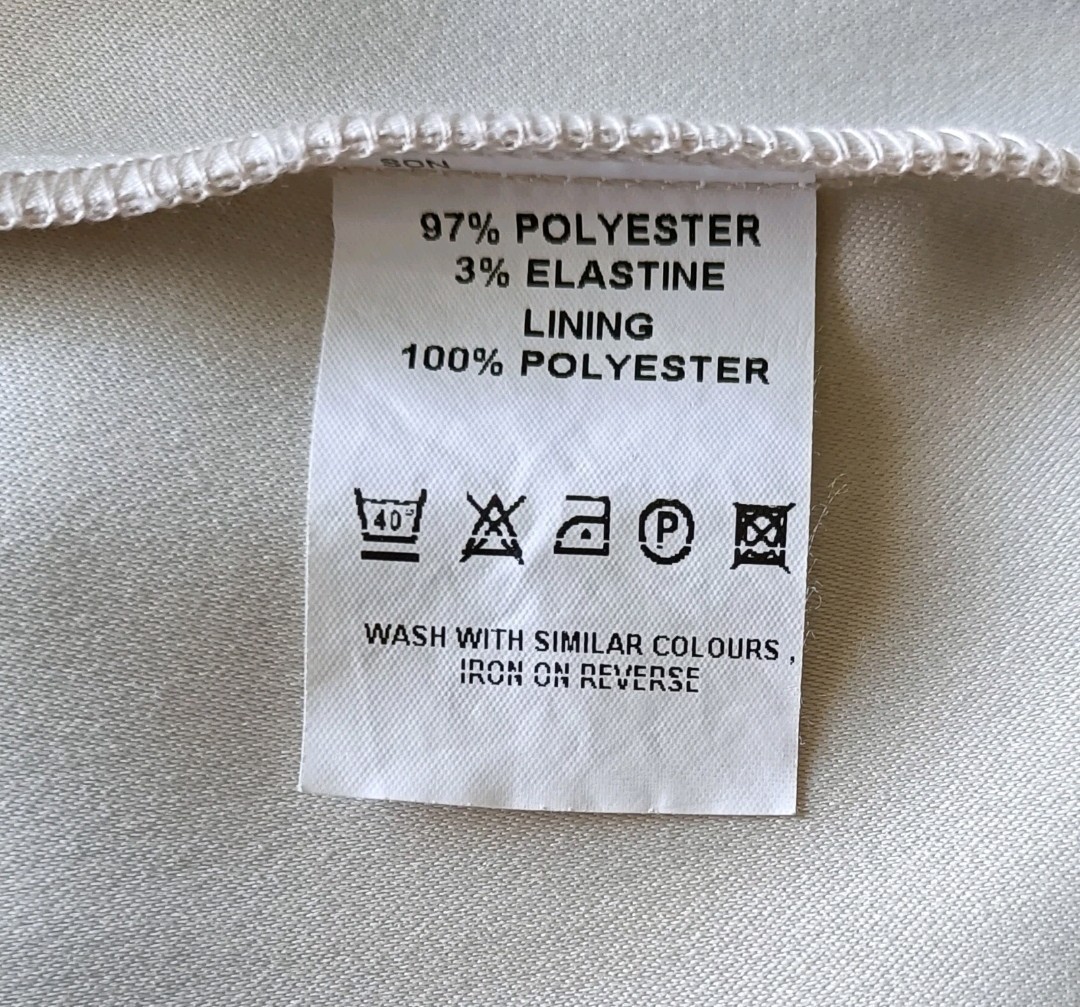 97% POLYESTER
3% ELASTINE
LINING
100% POLYESTER
40°
P
WASH WITH SIMILAR COLOURS ,
IRON ON REVERSE